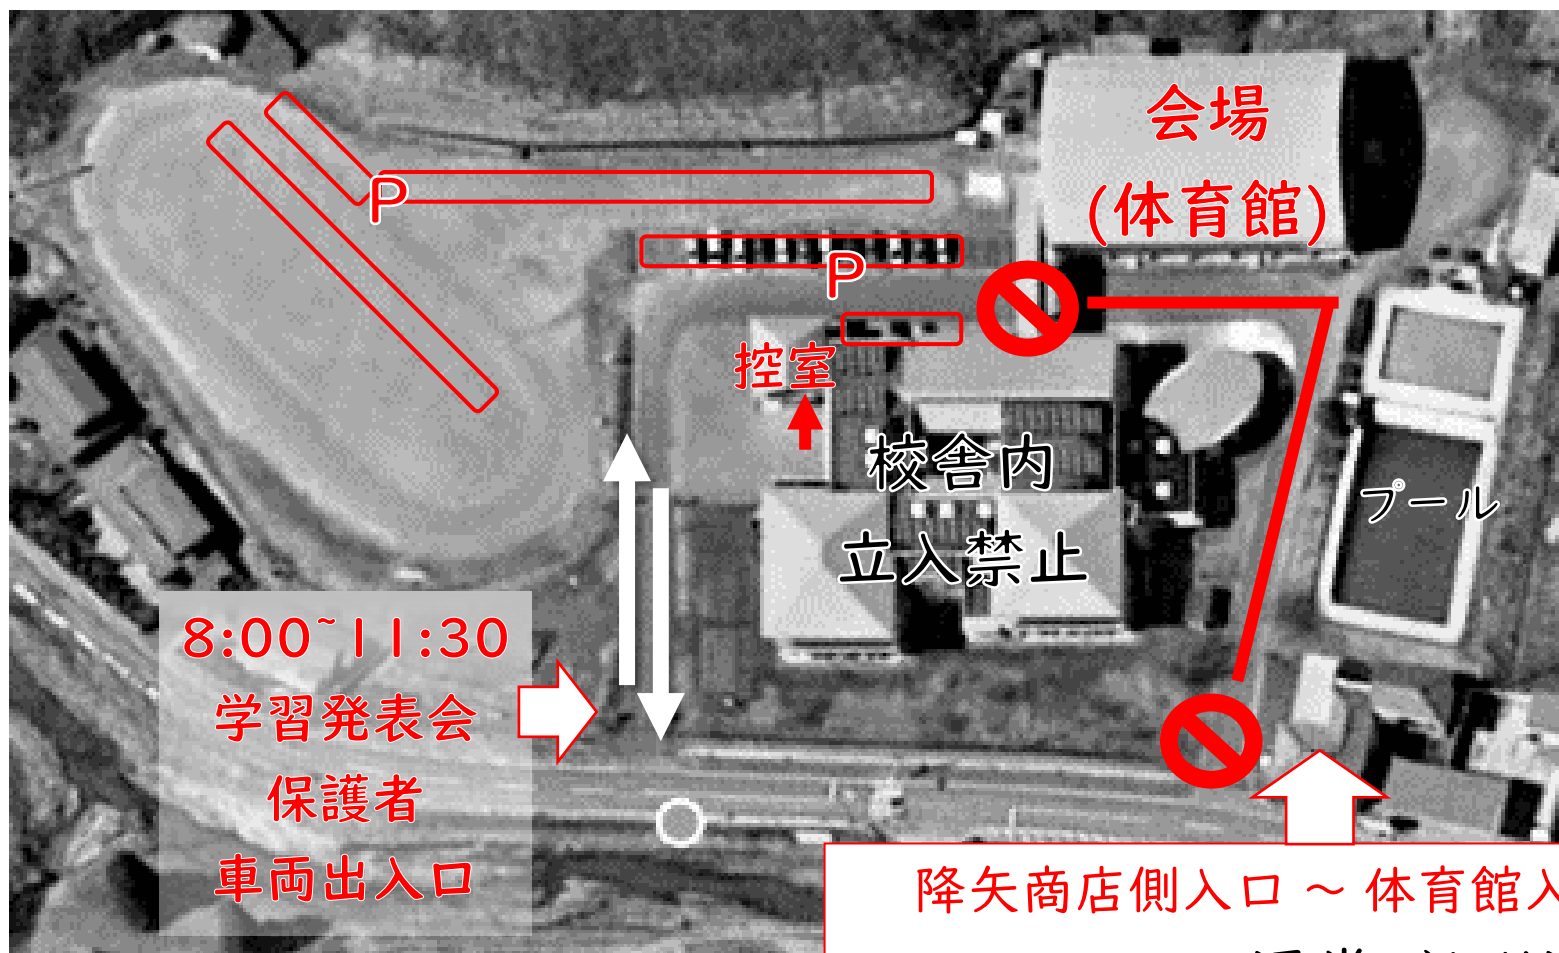 会場
(体育館)
P
P
控室
校舎内
立入禁止
プール
8:00~11:30
学習発表会
保護者
車両出入口
降矢商店側入口 ～ 体育館入